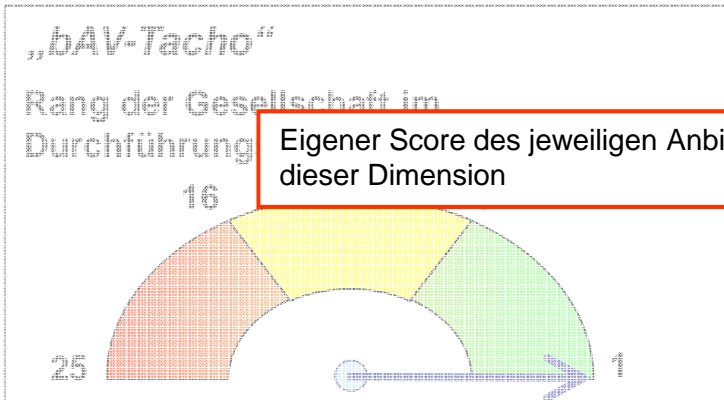 „bAV-Tacho“
Rang der Gesellschaft im
Durchführung
Eigener Score des jeweiligen Anbi
dieser Dimension
16
25
1